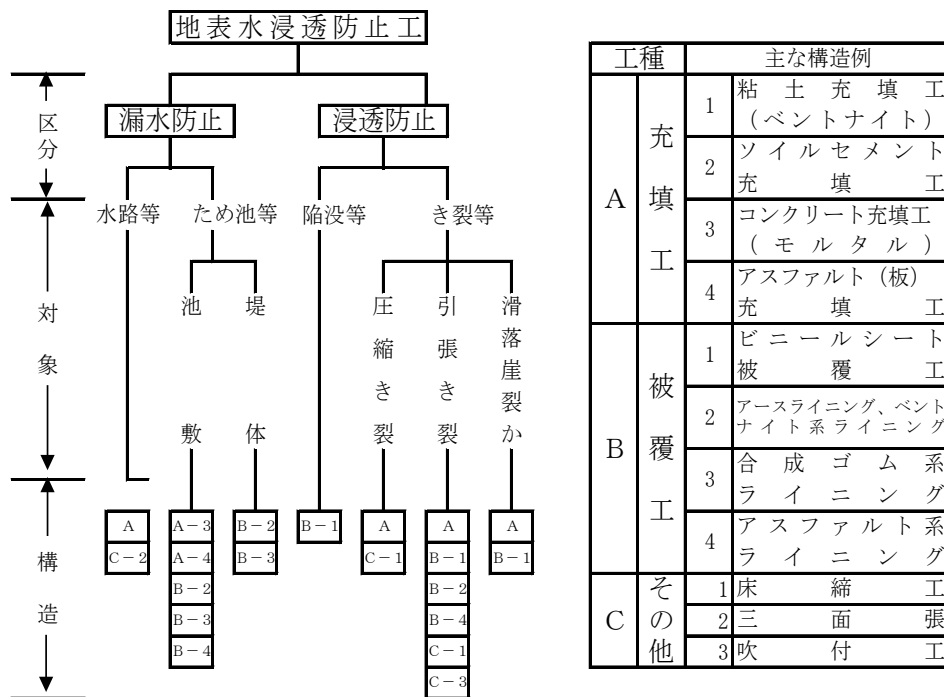 地表水浸透防止工
区分
漏水防止
浸透防止
対象
水路等
ため池等
陥没等
き裂等
池敷
堤体
圧縮き裂
引張き裂
滑落崖裂か
構造
A
C－2
A－3
A－4
B－2
B－3
B－4
B－2
B－3
B－1
A
C－1
A
B－1
B－2
B－4
C－1
C－3
A
B－1
工種
主な構造例
A
充填工
1
粘土充填工
（ベントナイト）
2
ソイルセメント
充填工
3
コンクリート充填工
（モルタル）
4
アスファルト（板）
充填工
B
被覆工
1
ビニールシート
被覆工
2
アースライニング、ベント
ナイト系ライニング
3
合成ゴム系
ライニング
4
アスファルト系
ライニング
C
その他
1 床締工
2 三面張
3 吹付工